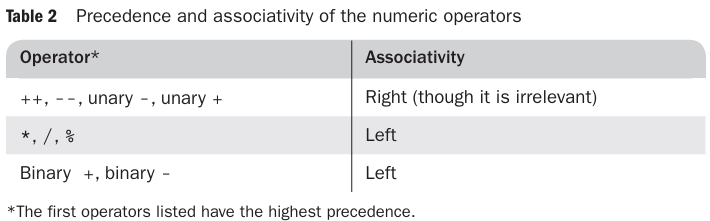 Table 2 Precedence and associativity of the numeric operators
Operator* Associativity
++, --, unary -, unary + Right (though it is irrelevant)
*, /, % Left
Binary +, binary - Left
*The first operators listed have the highest precedence.